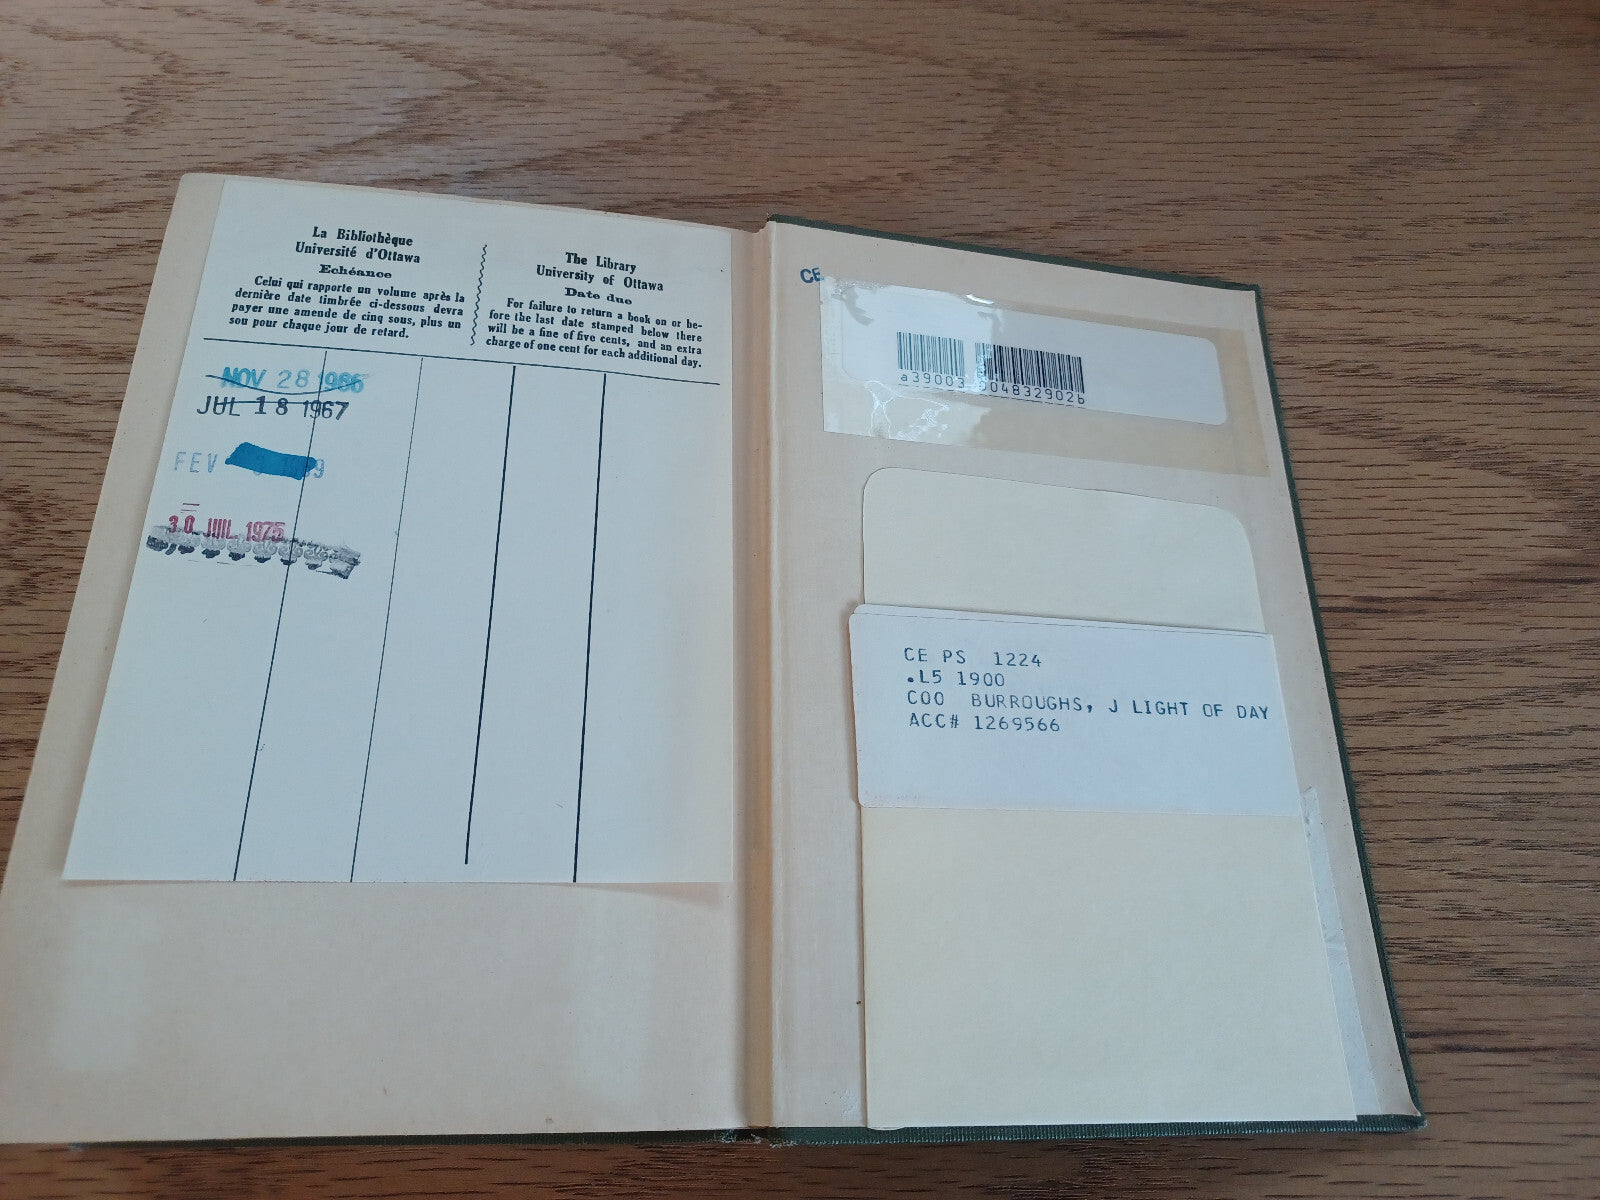 La Bibliothèque
Université d'Ottawa
Echéance
Celui qui rapporte un volume après la
dernière date timbrée ci-dessous devra
payer une amende de cinq sous, plus un
sou pour chaque jour de retard.
The Library
University of Ottawa
Date due
For failure to return a book on or be-
fore the last date stamped below there
will be a fine of five cents, and an extra
charge of one cent for each additional day.
NOV 28 1966
JUL 18 1967
FEV
30 JUIL 1975
CE
a39003 004832902b
CE PS 1224
.L5 1900
COO BURROUGHS, J LIGHT OF DAY
ACC# 1269566